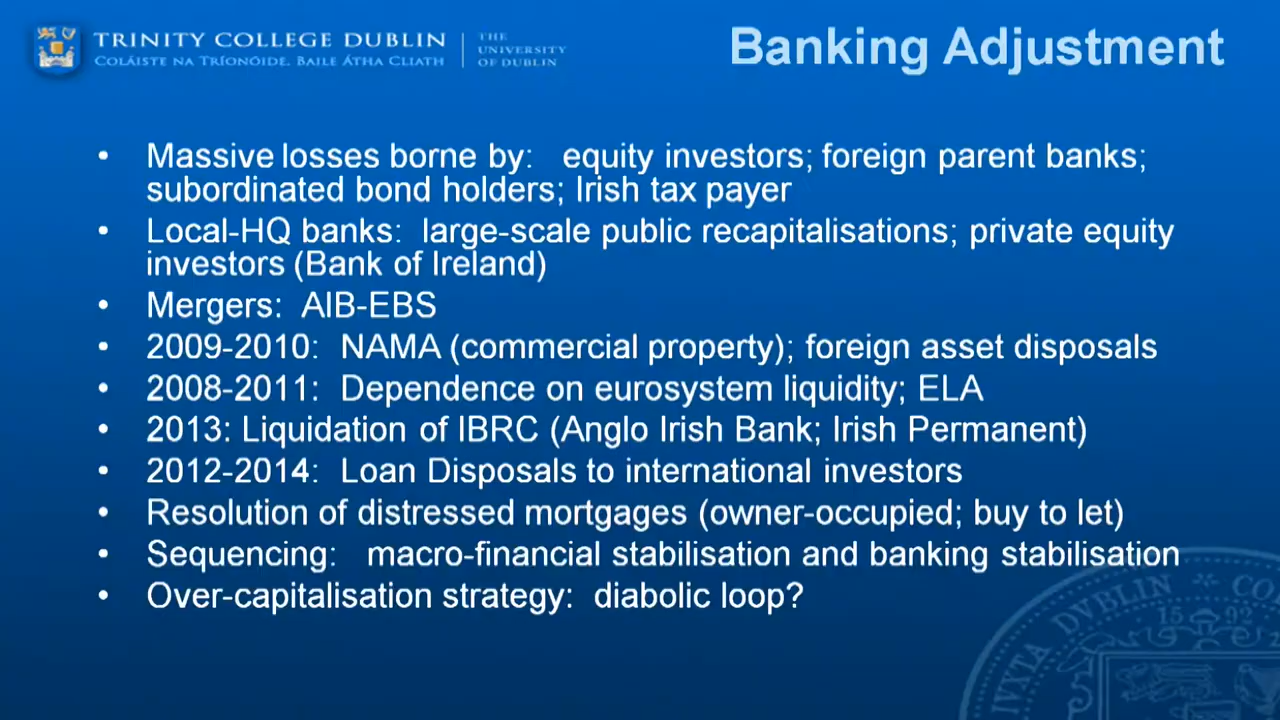 TRINITY COLLEGE DUBLIN
COLÁISTE NA TRÍONÓIDE, BAILE ÁTHA CLIATH
THE
UNIVERSITY
OF DUBLIN
Banking Adjustment
• Massive losses borne by: equity investors; foreign parent banks;
subordinated bond holders; Irish tax payer
• Local-HQ banks: large-scale public recapitalisations; private equity
investors (Bank of Ireland)
• Mergers: AIB-EBS
• 2009-2010: NAMA (commercial property); foreign asset disposals
• 2008-2011: Dependence on eurosystem liquidity; ELA
• 2013: Liquidation of IBRC (Anglo Irish Bank; Irish Permanent)
• 2012-2014: Loan Disposals to international investors
• Resolution of distressed mortgages (owner-occupied; buy to let)
• Sequencing: macro-financial stabilisation and banking stabilisation
• Over-capitalisation strategy: diabolic loop?
IVXTA DVBLIN
1592